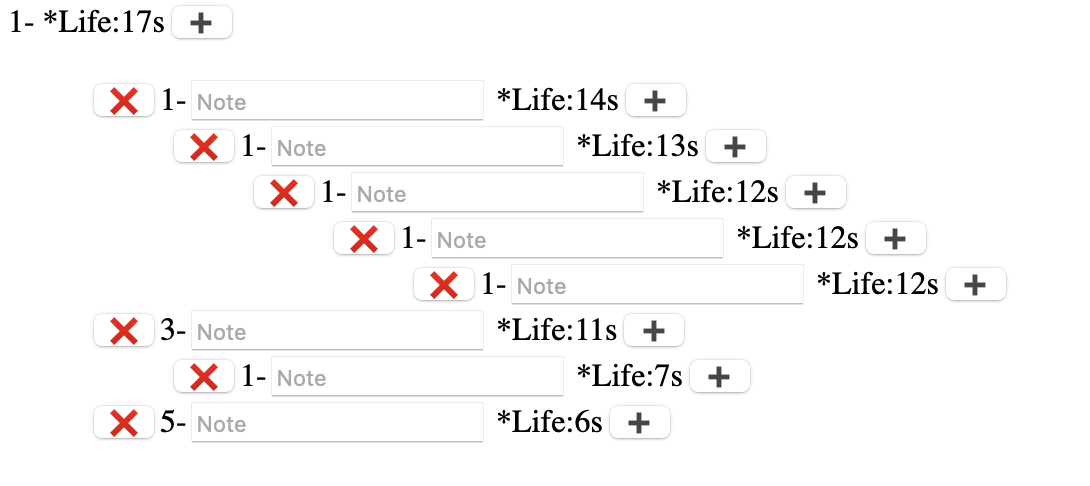 1- *Life:17s +
❌ 1- Note *Life:14s +
❌ 1- Note *Life:13s +
❌ 1- Note *Life:12s +
❌ 1- Note *Life:12s +
❌ 1- Note *Life:12s +
❌ 3- Note *Life:11s +
❌ 1- Note *Life:7s +
❌ 5- Note *Life:6s +